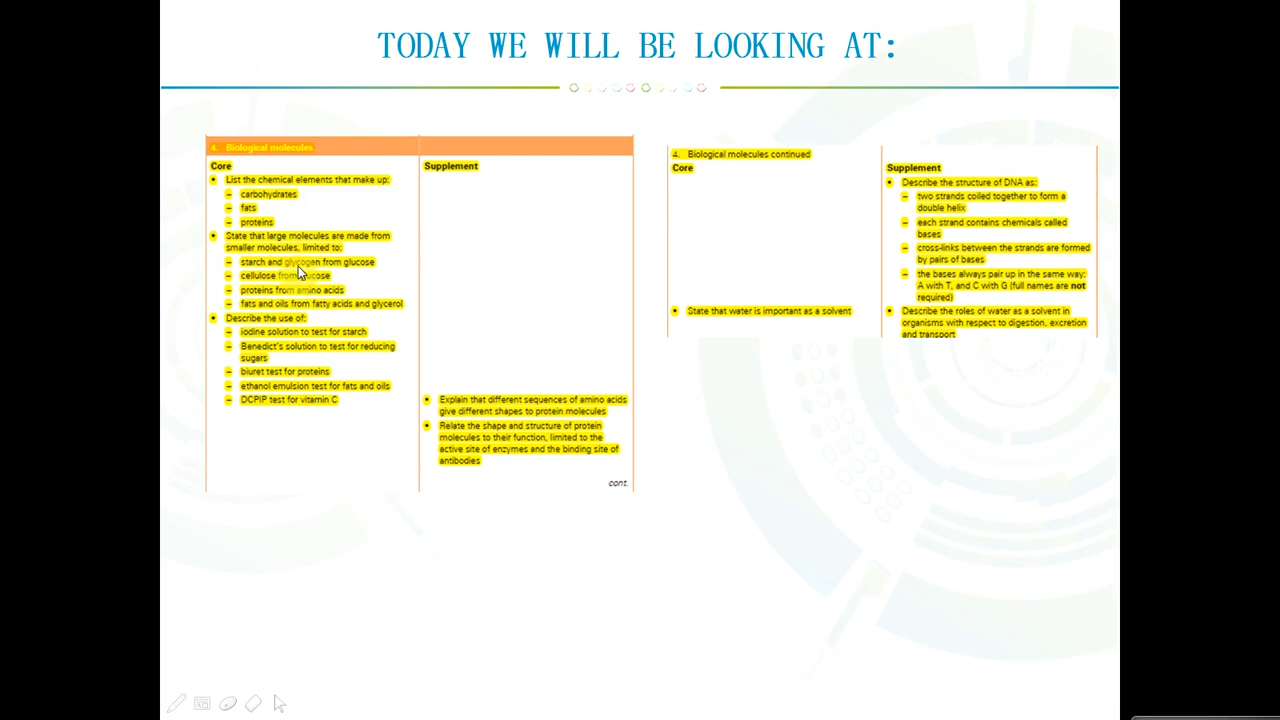 TODAY WE WILL BE LOOKING AT:
4. Biological molecules
Core
• List the chemical elements that make up:
– carbohydrates
– fats
– proteins
• State that large molecules are made from
smaller molecules, limited to:
– starch and glycogen from glucose
– cellulose from glucose
– proteins from amino acids
– fats and oils from fatty acids and glycerol
• Describe the use of:
– iodine solution to test for starch
– Benedict's solution to test for reducing
sugars
– biuret test for proteins
– ethanol emulsion test for fats and oils
– DCPIP test for vitamin C
Supplement
• Explain that different sequences of amino acids
give different shapes to protein molecules
• Relate the shape and structure of protein
molecules to their function, limited to the
active site of enzymes and the binding site of
antibodies
cont.
4. Biological molecules continued
Core
• State that water is important as a solvent
Supplement
• Describe the structure of DNA as:
– two strands coiled together to form a
double helix
– each strand contains chemicals called
bases
– cross-links between the strands are formed
by pairs of bases
– the bases always pair up in the same way:
A with T, and C with G (full names are not
required)
• Describe the roles of water as a solvent in
organisms with respect to digestion, excretion
and transport